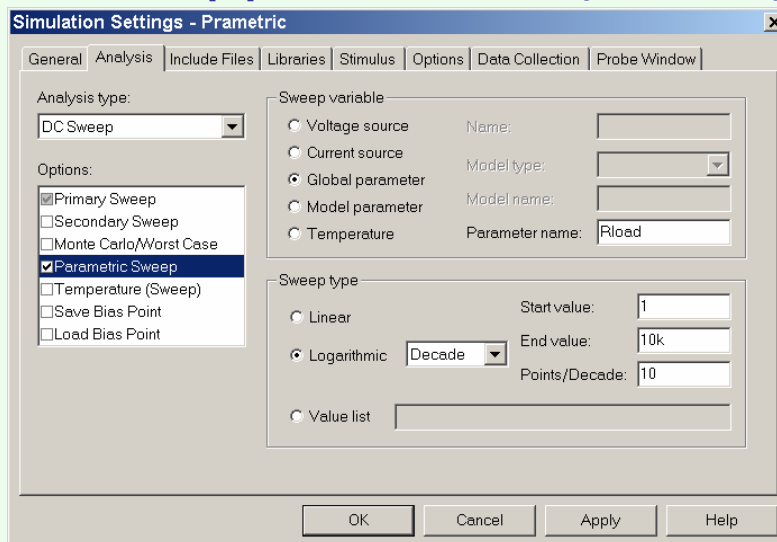 Simulation Settings - Prametric
General Analysis Include Files Libraries Stimulus Options Data Collection Probe Window
Analysis type:
DC Sweep
Options:
Primary Sweep
Secondary Sweep
Monte Carlo/Worst Case
Parametric Sweep
Temperature (Sweep)
Save Bias Point
Load Bias Point
Sweep variable
Voltage source
Current source
Global parameter
Model parameter
Temperature
Name:
Model type:
Model name:
Parameter name: Rload
Sweep type
Linear
Logarithmic Decade
Value list
Start value: 1
End value: 10k
Points/Decade: 10
OK Cancel Apply Help